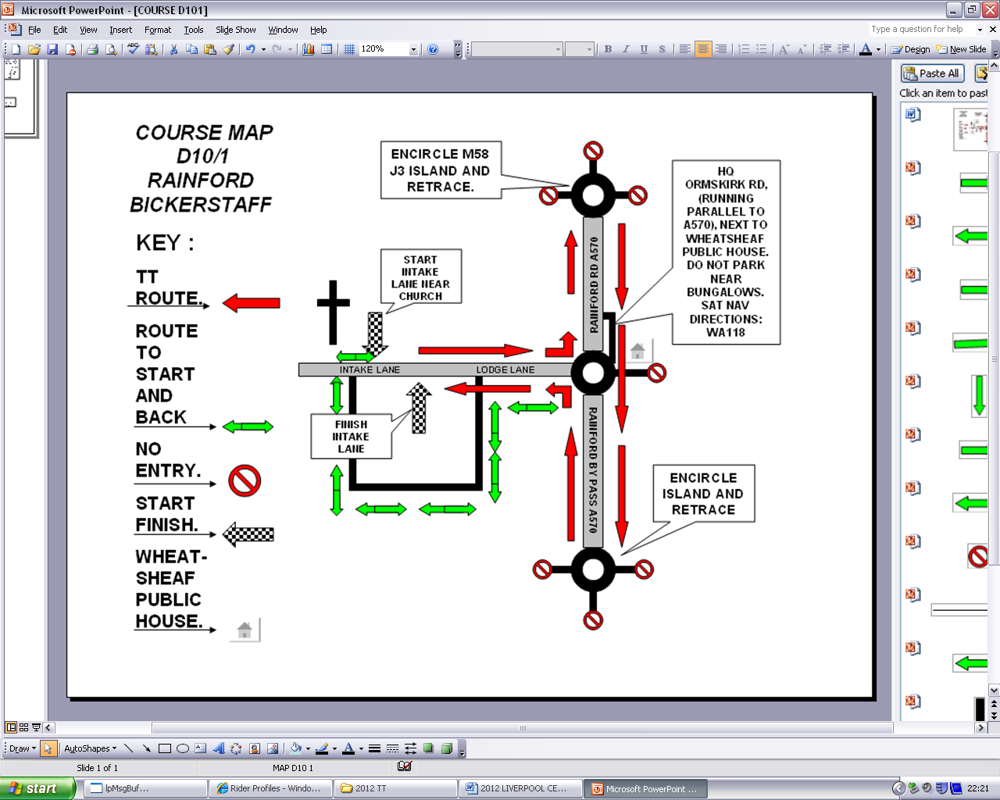 Microsoft PowerPoint - [COURSE D101]
File Edit View Insert Format Tools Slide Show Window Help
Type a question for help
120%
B I U S
A
Design
New Slide
Paste All
Click an item to past
COURSE MAP
D10/1
RAINFORD
BICKERSTAFF
KEY :
TT
ROUTE.
ROUTE
TO
START
AND
BACK
NO
ENTRY.
START
FINISH.
WHEAT-
SHEAF
PUBLIC
HOUSE.
ENCIRCLE M58
J3 ISLAND AND
RETRACE.
START
INTAKE
LANE NEAR
CHURCH
HQ
ORMSKIRK RD,
(RUNNING
PARALLEL TO
A570), NEXT TO
WHEATSHEAF
PUBLIC HOUSE.
DO NOT PARK
NEAR
BUNGALOWS.
SAT NAV
DIRECTIONS:
WA118
RAINFORD RD A570
INTAKE LANE
LODGE LANE
FINISH
INTAKE
LANE
RAINFORD BY PASS A570
ENCIRCLE
ISLAND AND
RETRACE
Draw
AutoShapes
A
Slide 1 of 1
MAP D10 1
start
lpMsgBuf...
Rider Profiles - Windo...
2012 TT
2012 LIVERPOOL CE...
Microsoft PowerPoint ...
22:21